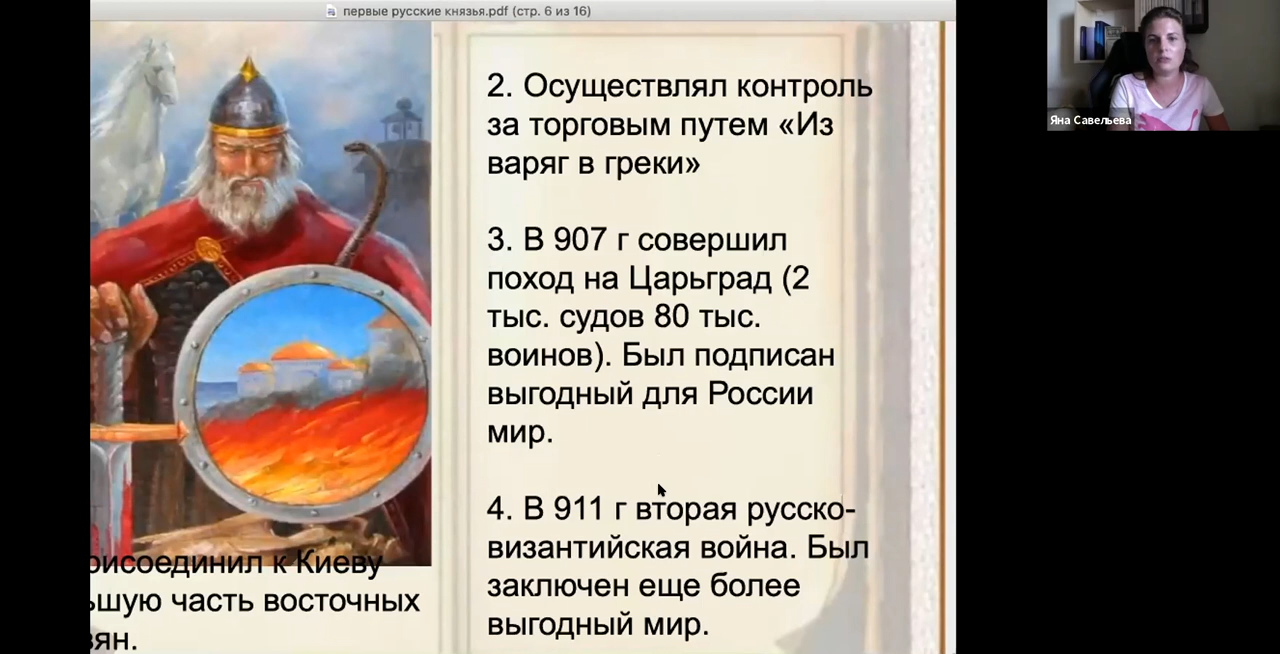 первые русские князья.pdf (стр. 6 из 16)
Яна Савельева
2. Осуществлял контроль
за торговым путем «Из
варяг в греки»
3. В 907 г совершил
поход на Царьград (2
тыс. судов 80 тыс.
воинов). Был подписан
выгодный для России
мир.
4. В 911 г вторая русско-
византийская война. Был
заключен еще более
выгодный мир.
рисоединил к Киеву
ьшую часть восточных
вян.